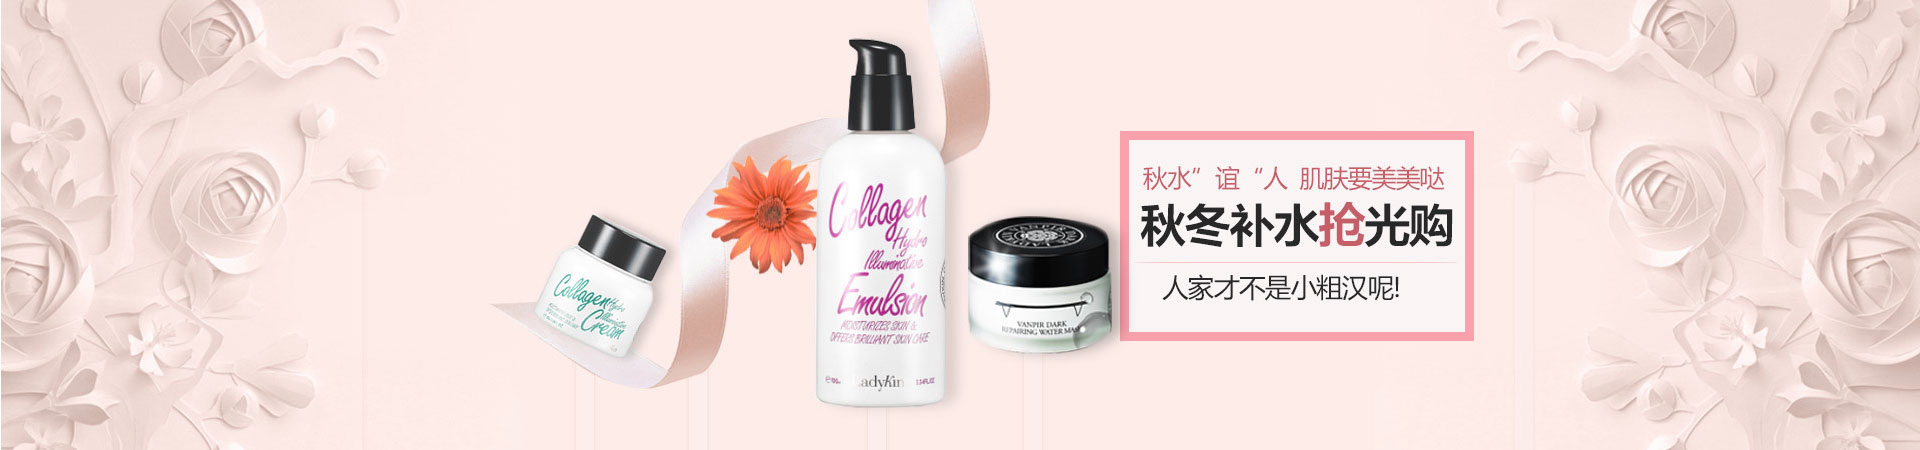 Collagen
Hydro
Illuminative
Cream
Collagen
Hydro
Illuminative
Emulsion
MOISTURIZES SKIN &
OFFERS BRILLIANT SKIN CARE
LadyKin
VANPIR DARK
REPAIRING WATER MA
秋水”谊“人 肌肤要美美哒
秋冬补水抢光购
人家才不是小粗汉呢!